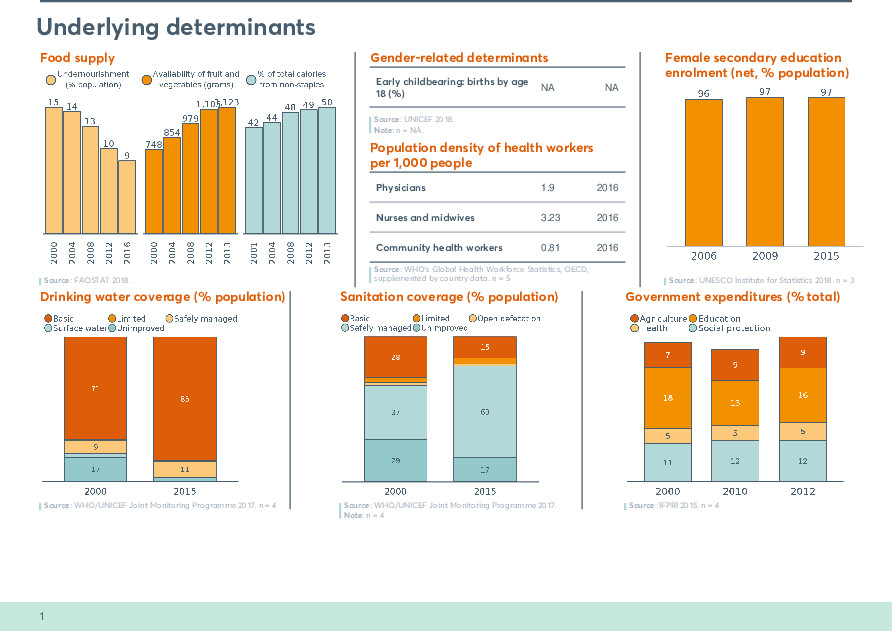 Underlying determinants
Food supply
Undernourishment (% population)
Availability of fruit and vegetables (grams)
% of total calories from non-staples
15 14 13 10 9
748 854 979 1,105 1,123
42 44 48 49 50
2000 2004 2008 2012 2016
2000 2004 2008 2012 2013
2001 2004 2008 2012 2013
Source: FAOSTAT 2018.
Gender-related determinants
Early childbearing: births by age
18 (%)
NA NA
Source: UNICEF 2018.
Note: n = NA.
Population density of health workers
per 1,000 people
Physicians 1.9 2016
Nurses and midwives 3.23 2016
Community health workers 0.81 2016
Source: WHO's Global Health Workforce Statistics, OECD,
supplemented by country data. n = 5
Female secondary education
enrolment (net, % population)
96 97 97
2006 2009 2015
Source: UNESCO Institute for Statistics 2018. n = 3
Drinking water coverage (% population)
Basic Limited Safely managed
Surface water Unimproved
9
17
11
2000 2015
Source: WHO/UNICEF Joint Monitoring Programme 2017. n = 4
Sanitation coverage (% population)
Basic Limited Open defecation
Safely managed Unimproved
28 15
37
29 17
2000 2015
Source: WHO/UNICEF Joint Monitoring Programme 2017.
Note: n = 4
Government expenditures (% total)
Agriculture Education
Health Social protection
7 9
18 13 16
5 5
11 12 12
2000 2010 2012
Source: IFPRI 2015. n = 4
1